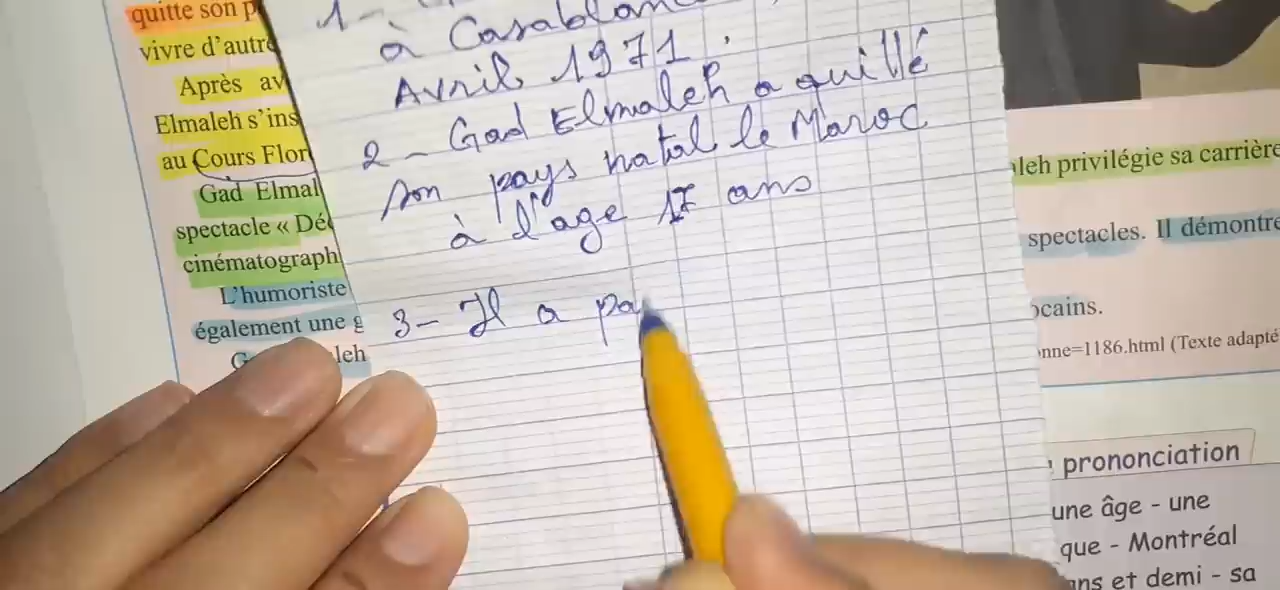 quitte son p
vivre d'autre
Après av
Elmaleh s'ins
au Cours Flor
Gad Elmal
spectacle « Dé
cinématograph
L'humoriste
également une g
leh
1-
à Casablan
Avril 1971.
2 - Gad Elmaleh a quillé
son pays natal le Maroc
à l'age 17 ans
3- Il a pa
leh privilégie sa carrière
spectacles. Il démontre
ocains.
nne=1186.html (Texte adapté
prononciation
une âge - une
que - Montréal
ans et demi - sa